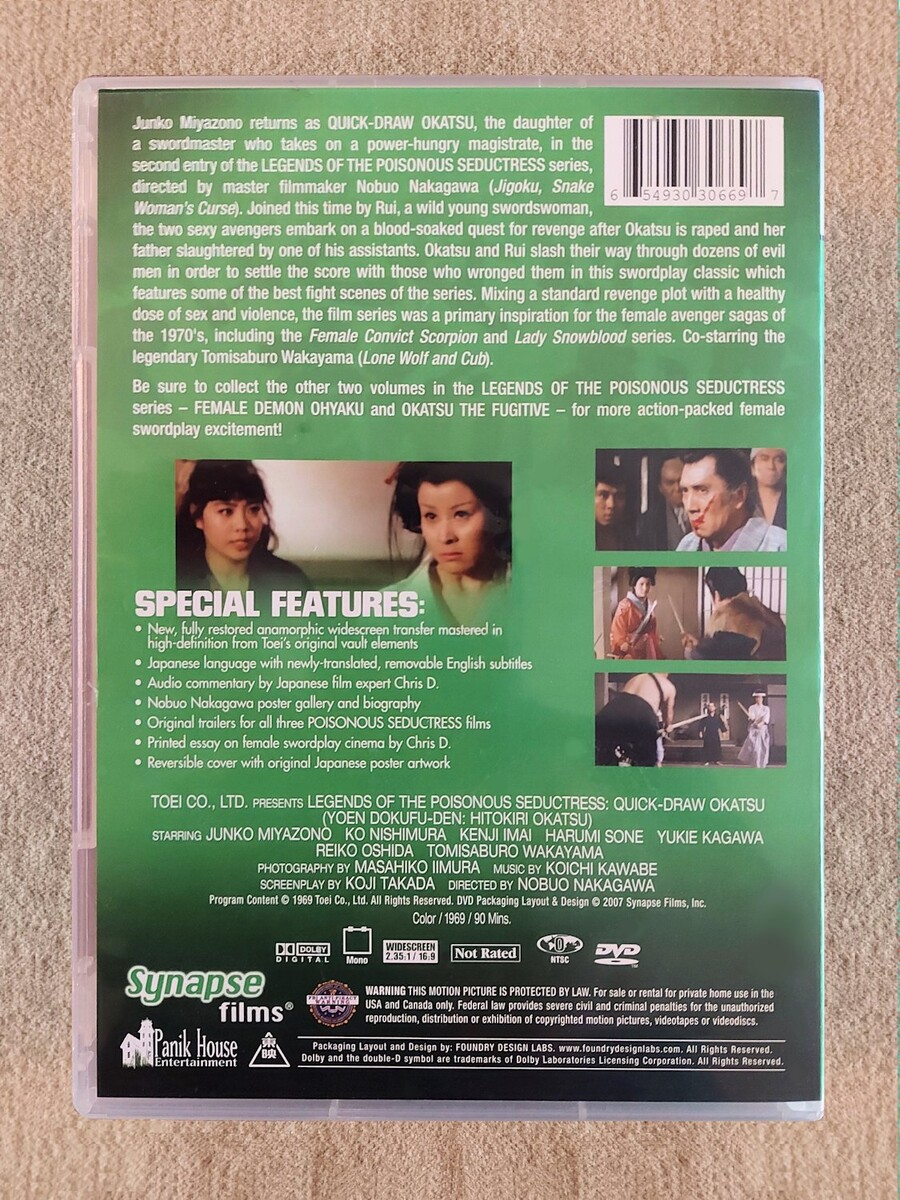 Junko Miyazono returns as QUICK-DRAW OKATSU, the daughter of
a swordmaster who takes on a power-hungry magistrate, in the
second entry of the LEGENDS OF THE POISONOUS SEDUCTRESS series,
directed by master filmmaker Nobuo Nakagawa (Jigoku, Snake
Woman's Curse). Joined this time by Rui, a wild young swordswoman,
the two sexy avengers embark on a blood-soaked quest for revenge after Okatsu is raped and her
father slaughtered by one of his assistants. Okatsu and Rui slash their way through dozens of evil
men in order to settle the score with those who wronged them in this swordplay classic which
features some of the best fight scenes of the series. Mixing a standard revenge plot with a healthy
dose of sex and violence, the film series was a primary inspiration for the female avenger sagas of
the 1970's, including the Female Convict Scorpion and Lady Snowblood series. Co-starring the
legendary Tomisaburo Wakayama (Lone Wolf and Cub).
6 54930 30669 7
Be sure to collect the other two volumes in the LEGENDS OF THE POISONOUS SEDUCTRESS
series – FEMALE DEMON OHYAKU and OKATSU THE FUGITIVE – for more action-packed female
swordplay excitement!
SPECIAL FEATURES:
• New, fully restored anamorphic widescreen transfer mastered in
high-definition from Toei's original vault elements
• Japanese language with newly-translated, removable English subtitles
• Audio commentary by Japanese film expert Chris D.
• Nobuo Nakagawa poster gallery and biography
• Original trailers for all three POISONOUS SEDUCTRESS films
• Printed essay on female swordplay cinema by Chris D.
• Reversible cover with original Japanese poster artwork
TOEI CO., LTD. PRESENTS LEGENDS OF THE POISONOUS SEDUCTRESS: QUICK-DRAW OKATSU
(YOEN DOKUFU-DEN: HITOKIRI OKATSU)
STARRING JUNKO MIYAZONO KO NISHIMURA KENJI IMAI HARUMI SONE YUKIE KAGAWA
REIKO OSHIDA TOMISABURO WAKAYAMA
PHOTOGRAPHY BY MASAHIKO IIMURA MUSIC BY KOICHI KAWABE
SCREENPLAY BY KOJI TAKADA DIRECTED BY NOBUO NAKAGAWA
Program Content © 1969 Toei Co., Ltd. All Rights Reserved. DVD Packaging Layout & Design © 2007 Synapse Films, Inc.
Color / 1969 / 90 Mins.
DOLBY
DIGITAL
Mono
WIDESCREEN
2.35:1 / 16:9
Not Rated
0
NTSC
DVD
Synapse
films®
WARNING THIS MOTION PICTURE IS PROTECTED BY LAW. For sale or rental for private home use in the
USA and Canada only. Federal law provides severe civil and criminal penalties for the unauthorized
reproduction, distribution or exhibition of copyrighted motion pictures, videotapes or videodiscs.
Panik House
Entertainment
東映
Packaging Layout and Design by: FOUNDRY DESIGN LABS. www.foundrydesignlabs.com. All Rights Reserved.
Dolby and the double-D symbol are trademarks of Dolby Laboratories Licensing Corporation. All Rights Reserved.